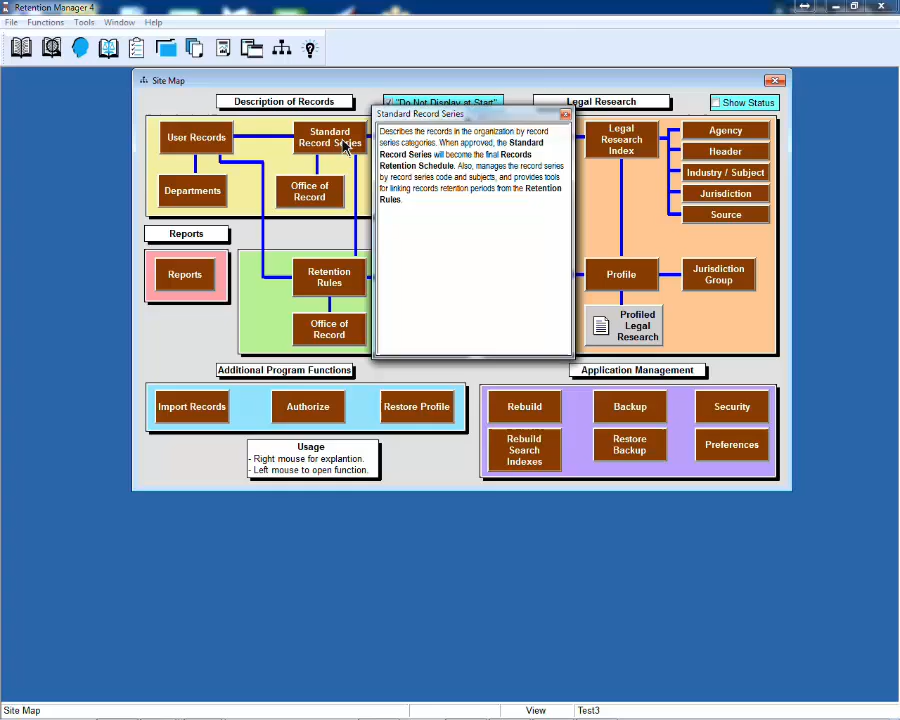 Retention Manager 4
File Functions Tools Window Help
Site Map
Description of Records
"Do Not Display at Start"
Legal Research
Show Status
User Records
Standard
Record Series
Departments
Office of
Record
Standard Record Series
Describes the records in the organization by record
series categories. When approved, the Standard
Record Series will become the final Records
Retention Schedule. Also, manages the record series
by record series code and subjects, and provides tools
for linking records retention periods from the Retention
Rules.
Legal
Research
Index
Agency
Header
Industry / Subject
Jurisdiction
Source
Reports
Reports
Retention
Rules
Office of
Record
Profile
Jurisdiction
Group
Profiled
Legal
Research
Additional Program Functions
Import Records
Authorize
Restore Profile
Application Management
Rebuild
Backup
Security
Rebuild
Search
Indexes
Restore
Backup
Preferences
Usage
- Right mouse for explantion.
- Left mouse to open function.
Site Map
View
Test3